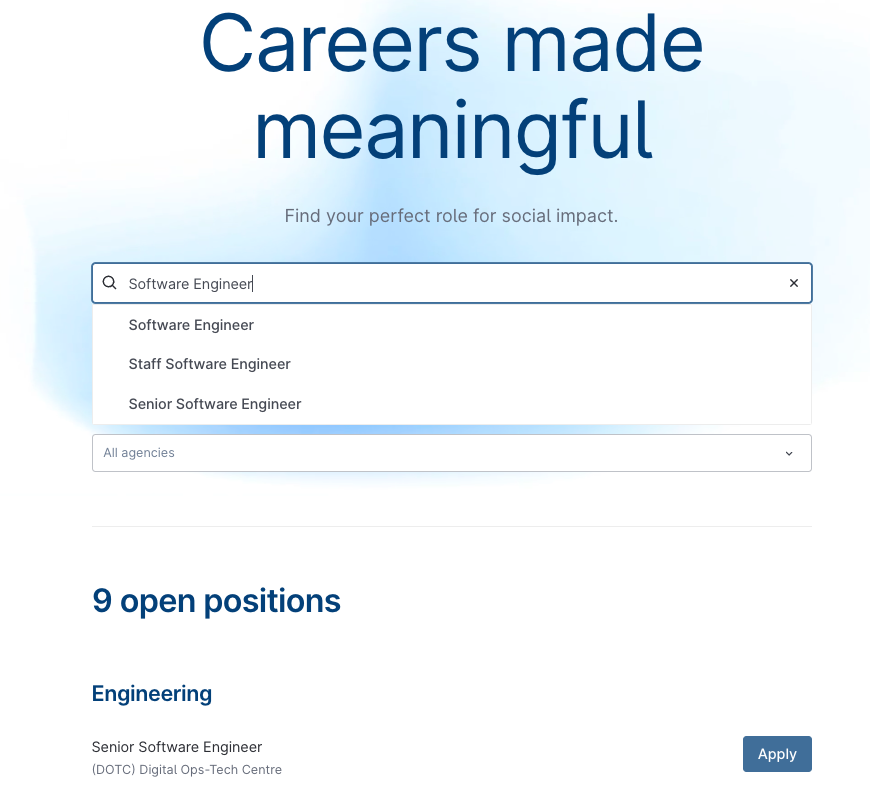 Careers made
meaningful
Find your perfect role for social impact.
Software Engineer
Software Engineer
Staff Software Engineer
Senior Software Engineer
All agencies
9 open positions
Engineering
Senior Software Engineer
(DOTC) Digital Ops-Tech Centre
Apply